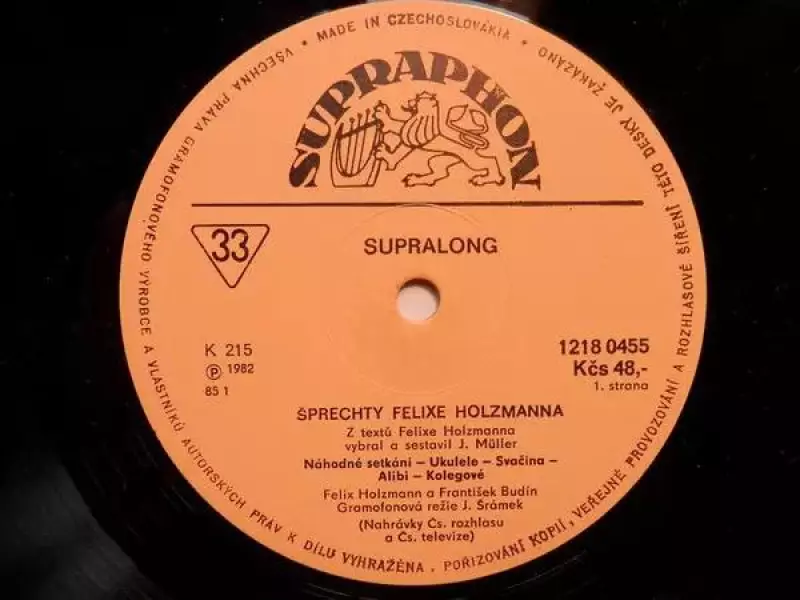 • MADE IN CZECHOSLOVÁKIA •
VŠECHNA PRÁVA GRAMOFONOVÉHO VÝROBCE A VLASTNÍKŮ AUTORSKÝCH PRÁV K DÍLU VYHRAŽENA. POŘIZOVÁNÍ KOPIÍ, VEŘEJNÉ PROVOZOVÁNÍ A ROZHLASOVÉ ŠÍŘENÍ TÉTO DESKY JE ZAKÁZÁNO
SUPRAPHON
33
SUPRALONG
K 215
Ⓟ 1982
85 1
1218 0455
Kčs 48,-
1. strana
ŠPRECHTY FELIXE HOLZMANNA
Z textů Felixe Holzmanna
vybral a sestavil J. Müller
Náhodné setkání – Ukulele – Svačina –
Alibi – Kolegové
Felix Holzmann a František Budín
Gramofonová režie J. Šrámek
(Nahrávky Čs. rozhlasu
a Čs. televize)